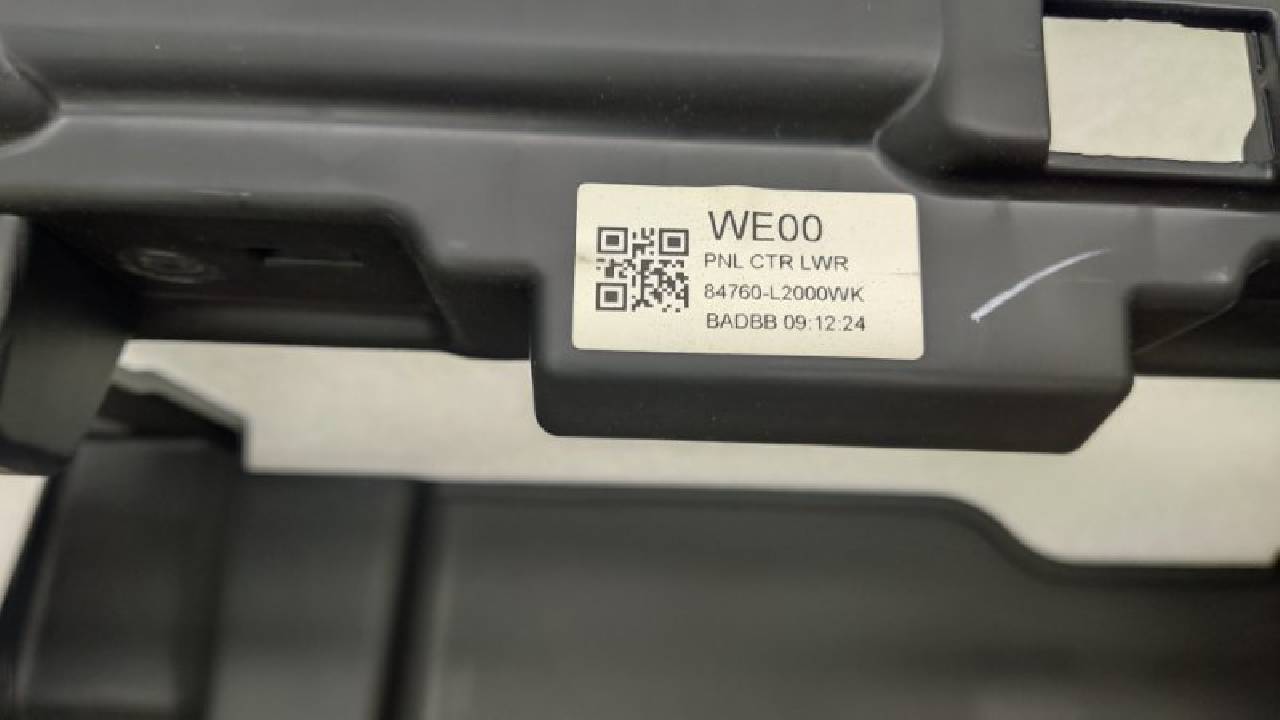 WE00
PNL CTR LWR
84760-L2000WK
BADBB 09:12:24